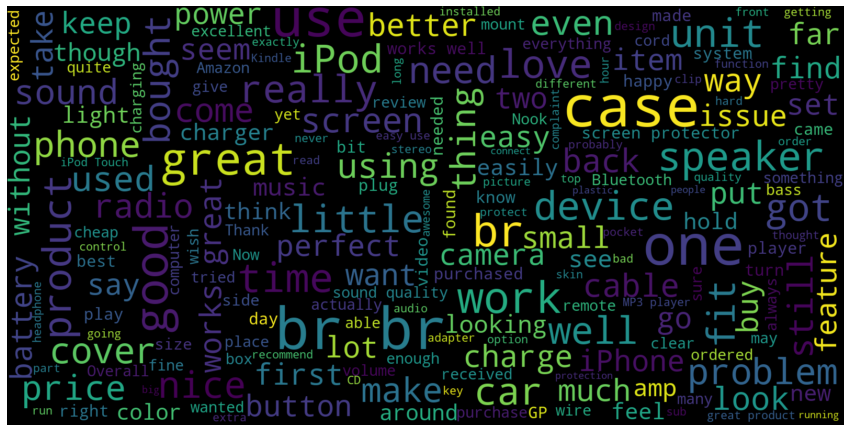 expected
take
keep
though
power
excellent
seem
charging
bought
Amazon
give
exactly
Kindle
use
better
works well
iPod
need
love
even
mount
installed
cord
made
everything
item
happy
clip
unit
design
front
system
way
function
getting
far
find
pretty
set
quite
sound
without
light
come
really
charger
yet
review
long
screen
two
Nook
complaint
different
hour
case
issue
hard
screen protector
came
order
phone
iPod Touch
used
great
never
read
bit
plug
needed
easy use
stereo
using
thing
easy
easily
connect
picture
probably
back
top
Bluetooth
plastic
people
speaker
quality
something
put
bass
product
radio
good
works great
music
think
Thank
Now
wish
tried
little
perfect
found
video
awesome
know
br
small
protect
device
skin
pocket
bad
hold
see
one
got
thought
player
turn
sure
always
still
battery
headphone
cheap
control
best
say
computer
time
want
camera
purchased
work
remote
cable
MP3 player
go
buy
fit
feature
play
going
side
actually
sound quality
audio
br
br
day
able
looking
well
option
clear
may
ordered
cover
size
place
box
recommend
lot
enough
adapter
charge
iPhone
problem
part
Overall
fine
nice
first
volume
received
car
much
amp
many
new
look
price
run
right
color
wanted
big
extra
button
CD
make
around
key
purchase
GP
wire
protection
feel
sub
great product
running